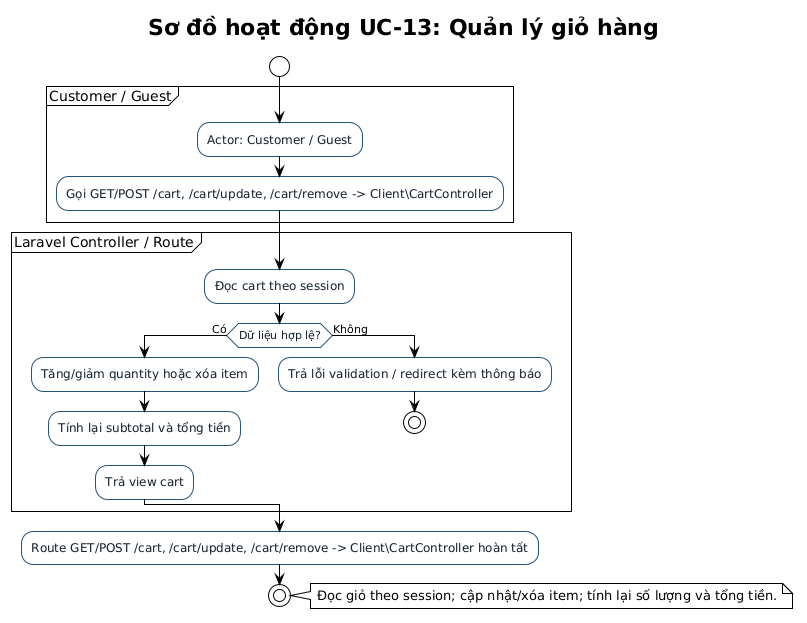 Sơ đồ hoạt động UC-13: Quản lý giỏ hàng
Customer / Guest
Actor: Customer / Guest
Gọi GET/POST /cart, /cart/update, /cart/remove -> Client\CartController
Laravel Controller / Route
Đọc cart theo session
Dữ liệu hợp lệ?
Có
Không
Tăng/giảm quantity hoặc xóa item
Trả lỗi validation / redirect kèm thông báo
Tính lại subtotal và tổng tiền
Trả view cart
Route GET/POST /cart, /cart/update, /cart/remove -> Client\CartController hoàn tất
Đọc giỏ theo session; cập nhật/xóa item; tính lại số lượng và tổng tiền.